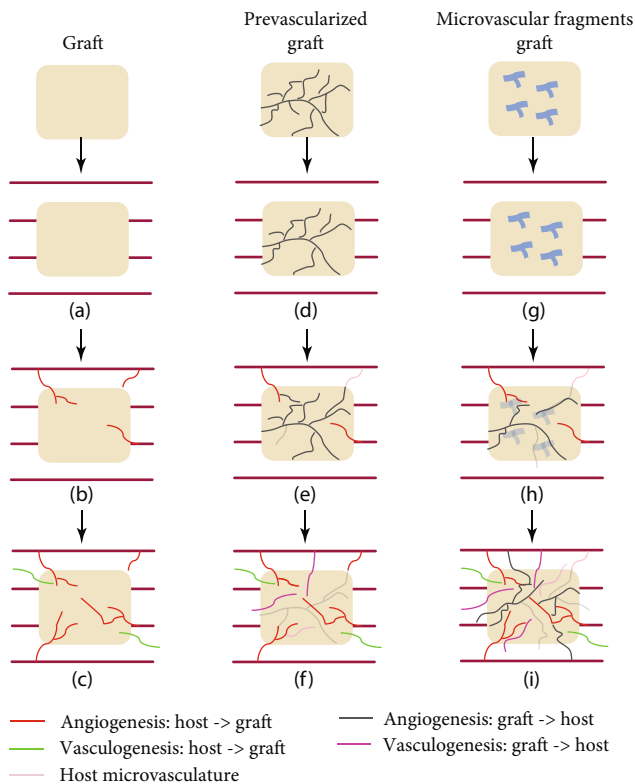 Graft
Prevascularized
graft
Microvascular fragments
graft
(a)
(d)
(g)
(b)
(e)
(h)
(c)
(f)
(i)
Angiogenesis: host -> graft
Vasculogenesis: host -> graft
Host microvasculature
Angiogenesis: graft -> host
Vasculogenesis: graft -> host